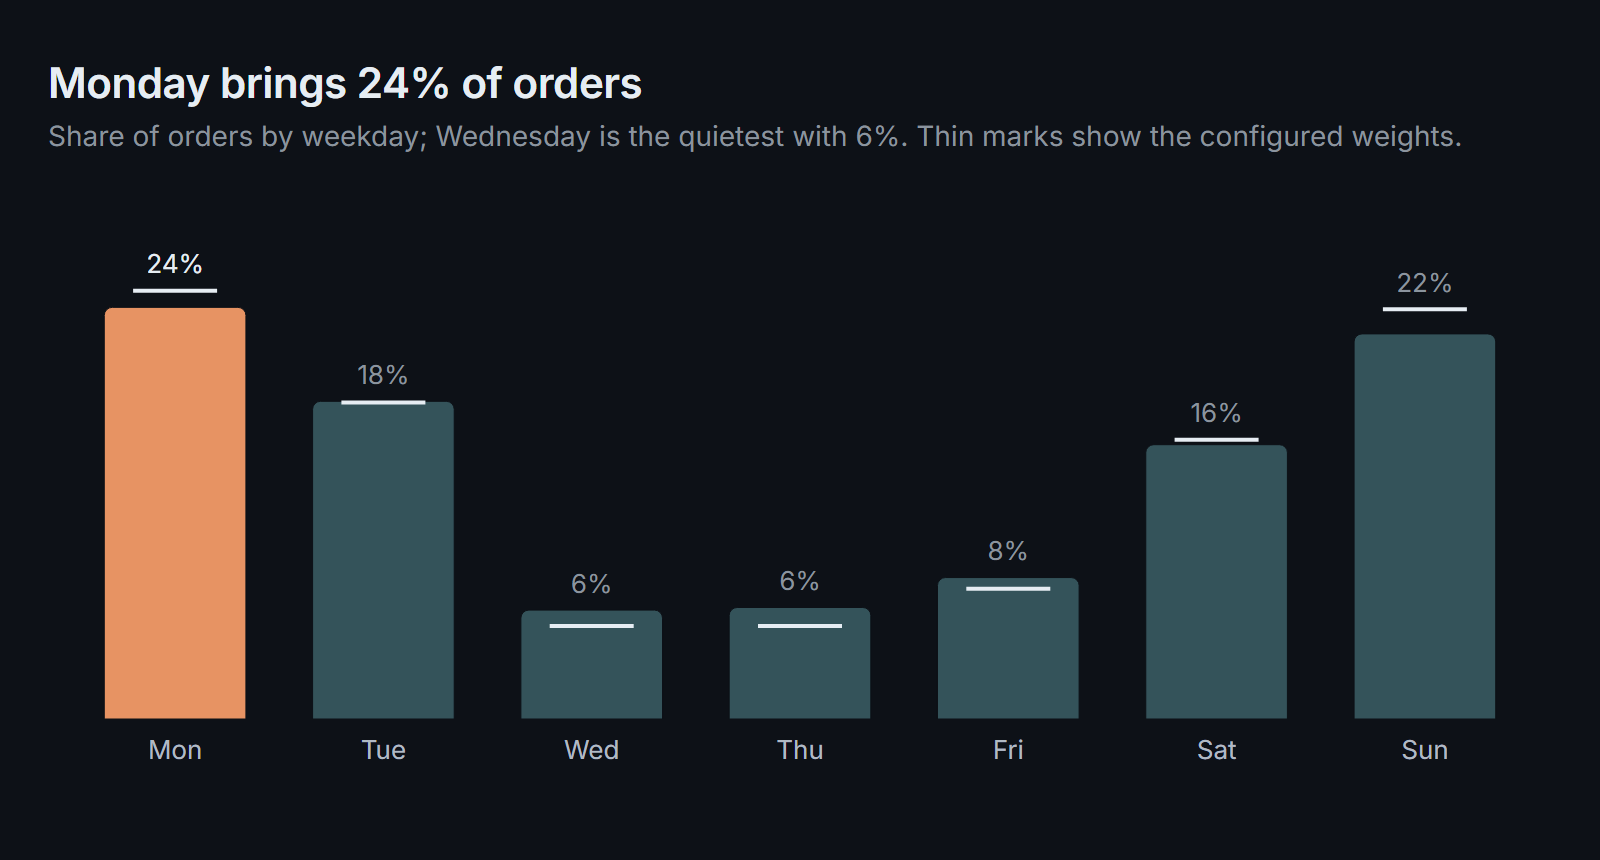 Monday brings 24% of orders
Share of orders by weekday; Wednesday is the quietest with 6%. Thin marks show the configured weights.
24%
18%
6%
6%
8%
16%
22%
Mon
Tue
Wed
Thu
Fri
Sat
Sun